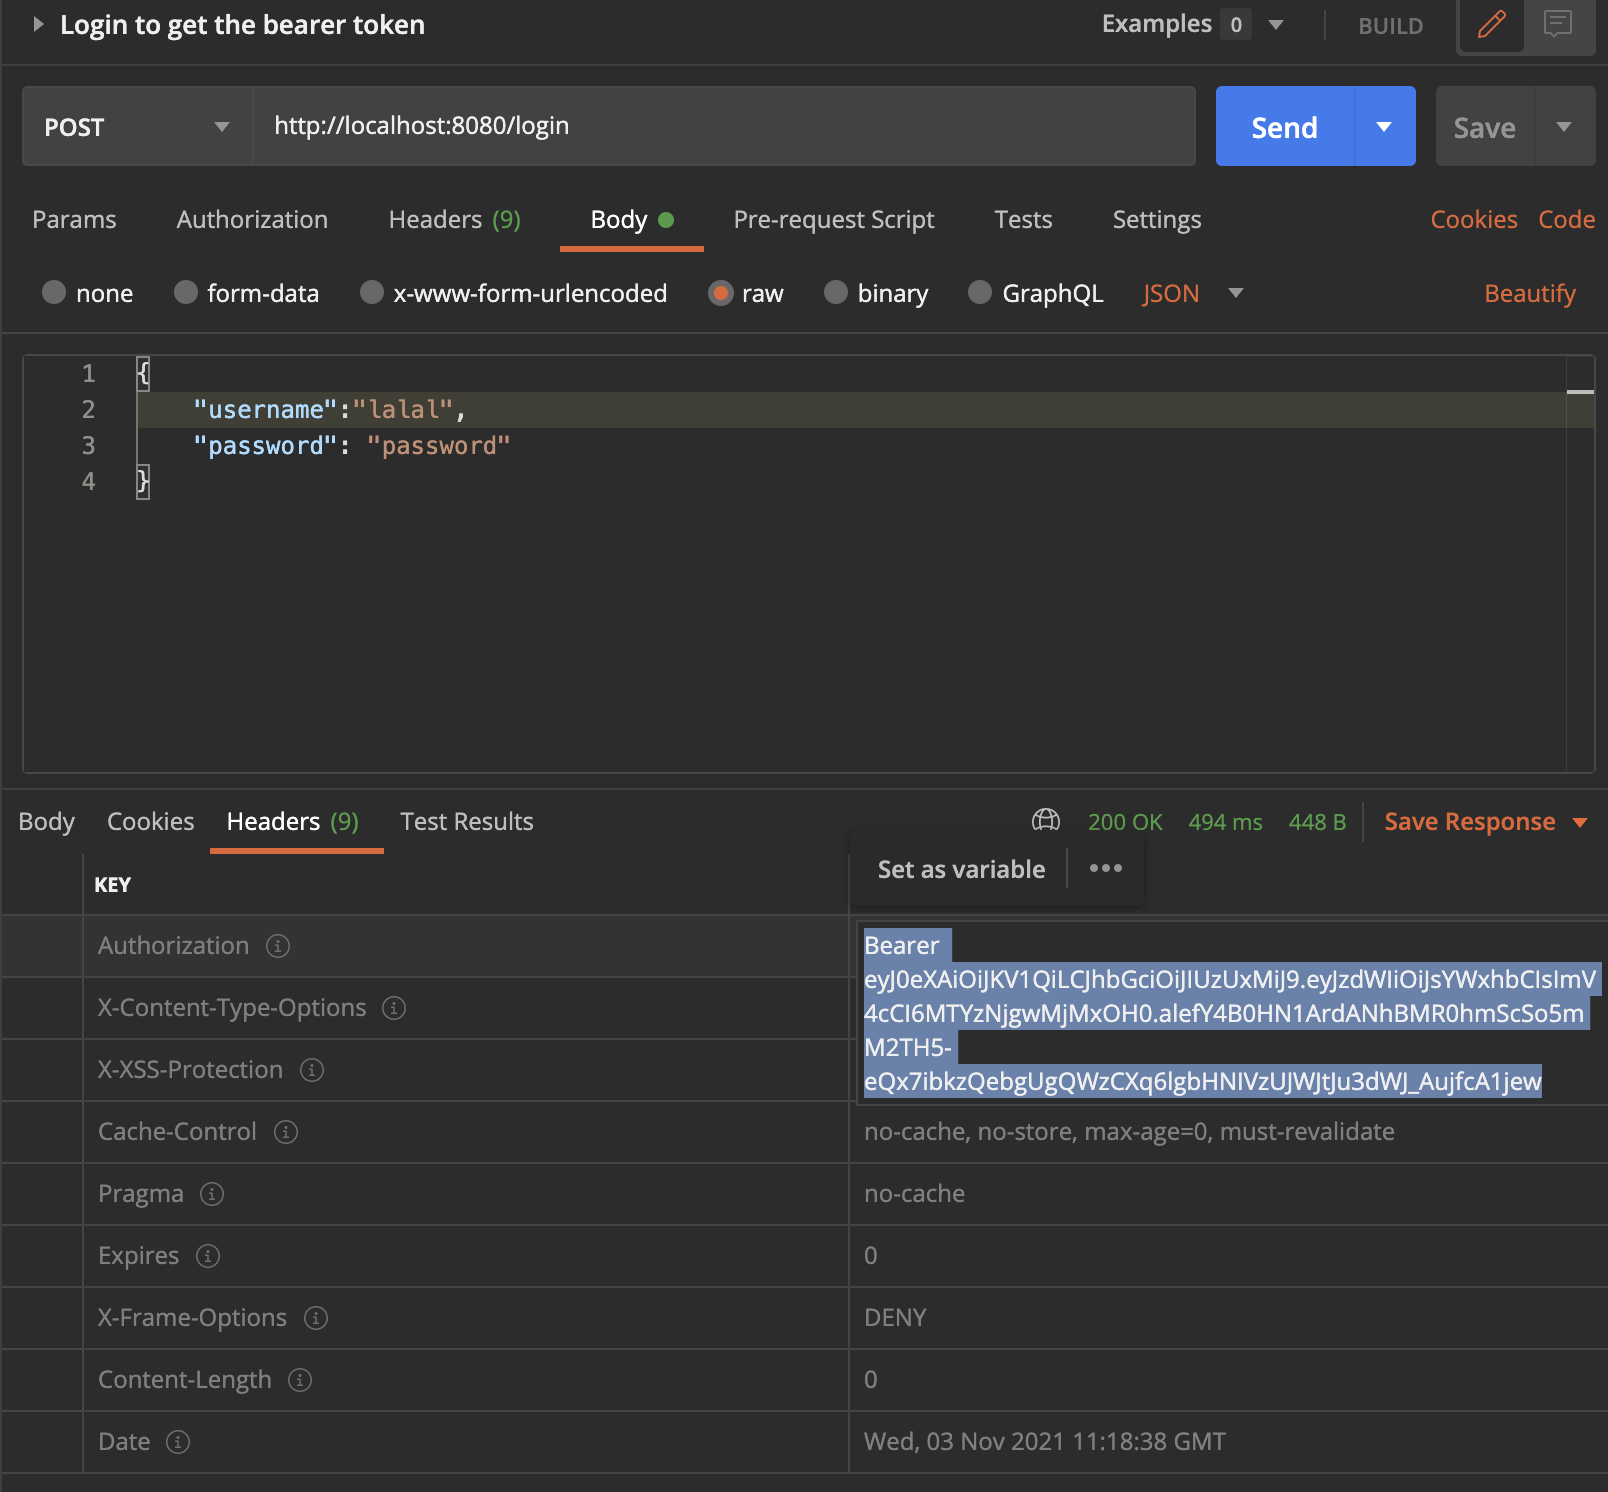 Login to get the bearer token Examples 0 BUILD
POST http://localhost:8080/login Send Save
Params Authorization Headers (9) Body Pre-request Script Tests Settings Cookies Code
none form-data x-www-form-urlencoded raw binary GraphQL JSON Beautify
1 {
2 "username":"lalal",
3 "password": "password"
4 }
Body Cookies Headers (9) Test Results 200 OK 494 ms 448 B Save Response
Set as variable
KEY
Authorization Bearer
eyJ0eXAiOiJKV1QiLCJhbGciOiJIUzUxMiJ9.eyJzdWIiOiJsYWxhbCIsImV
4cCI6MTYzNjgwMjMxOH0.alefY4B0HN1ArdANhBMR0hmScSo5m
M2TH5-
eQx7ibkzQebgUgQWzCXq6lgbHNIVzUJWJtJu3dWJ_AujfcA1jew
X-Content-Type-Options
X-XSS-Protection
Cache-Control no-cache, no-store, max-age=0, must-revalidate
Pragma no-cache
Expires 0
X-Frame-Options DENY
Content-Length 0
Date Wed, 03 Nov 2021 11:18:38 GMT